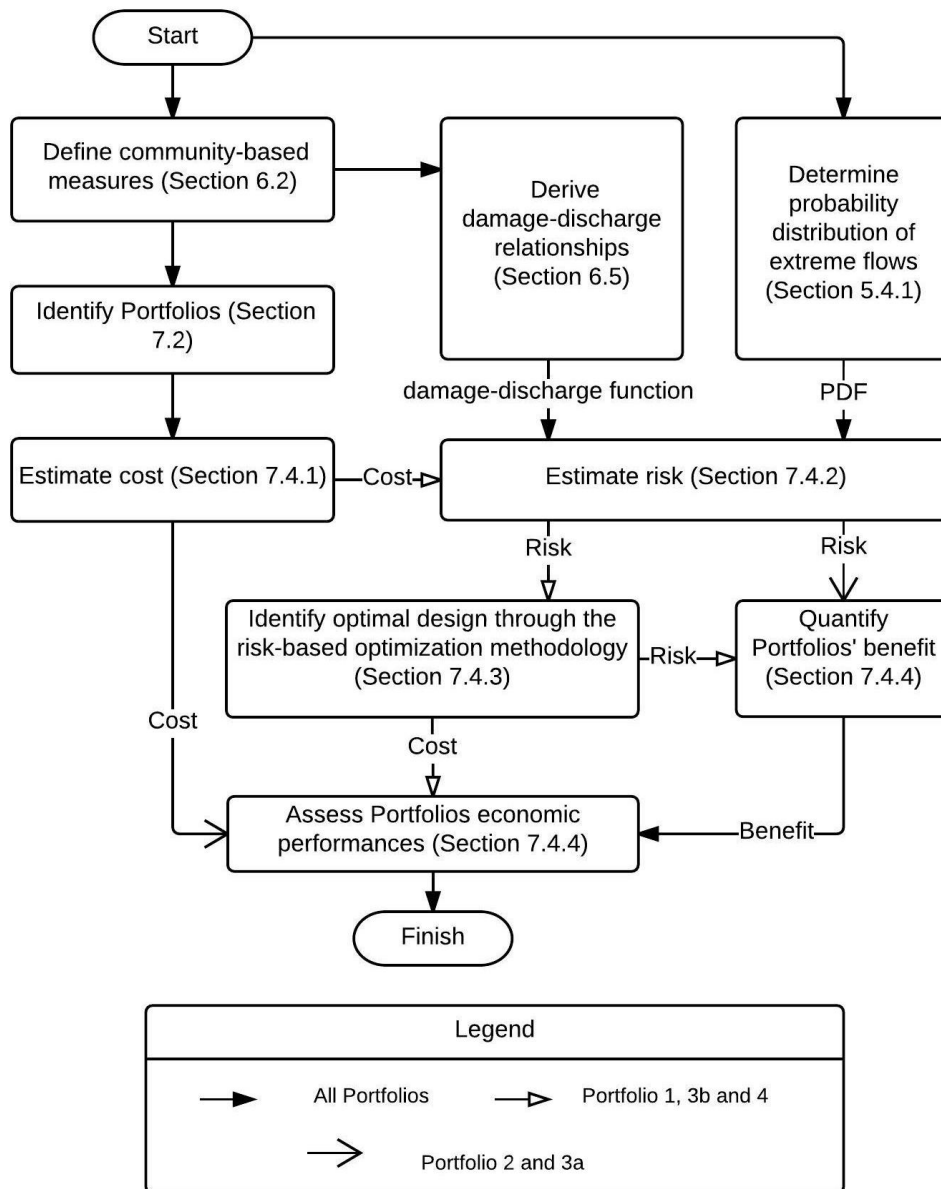 Start
Define community-based
measures (Section 6.2)
Derive
damage-discharge
relationships
(Section 6.5)
Determine
probability
distribution of
extreme flows
(Section 5.4.1)
Identify Portfolios (Section
7.2)
damage-discharge function
PDF
Estimate cost (Section 7.4.1)
Cost
Estimate risk (Section 7.4.2)
Risk
Risk
Identify optimal design through the
risk-based optimization methodology
(Section 7.4.3)
Risk
Quantify
Portfolios' benefit
(Section 7.4.4)
Cost
Cost
Assess Portfolios economic
performances (Section 7.4.4)
Benefit
Finish
Legend
All Portfolios
Portfolio 1, 3b and 4
Portfolio 2 and 3a